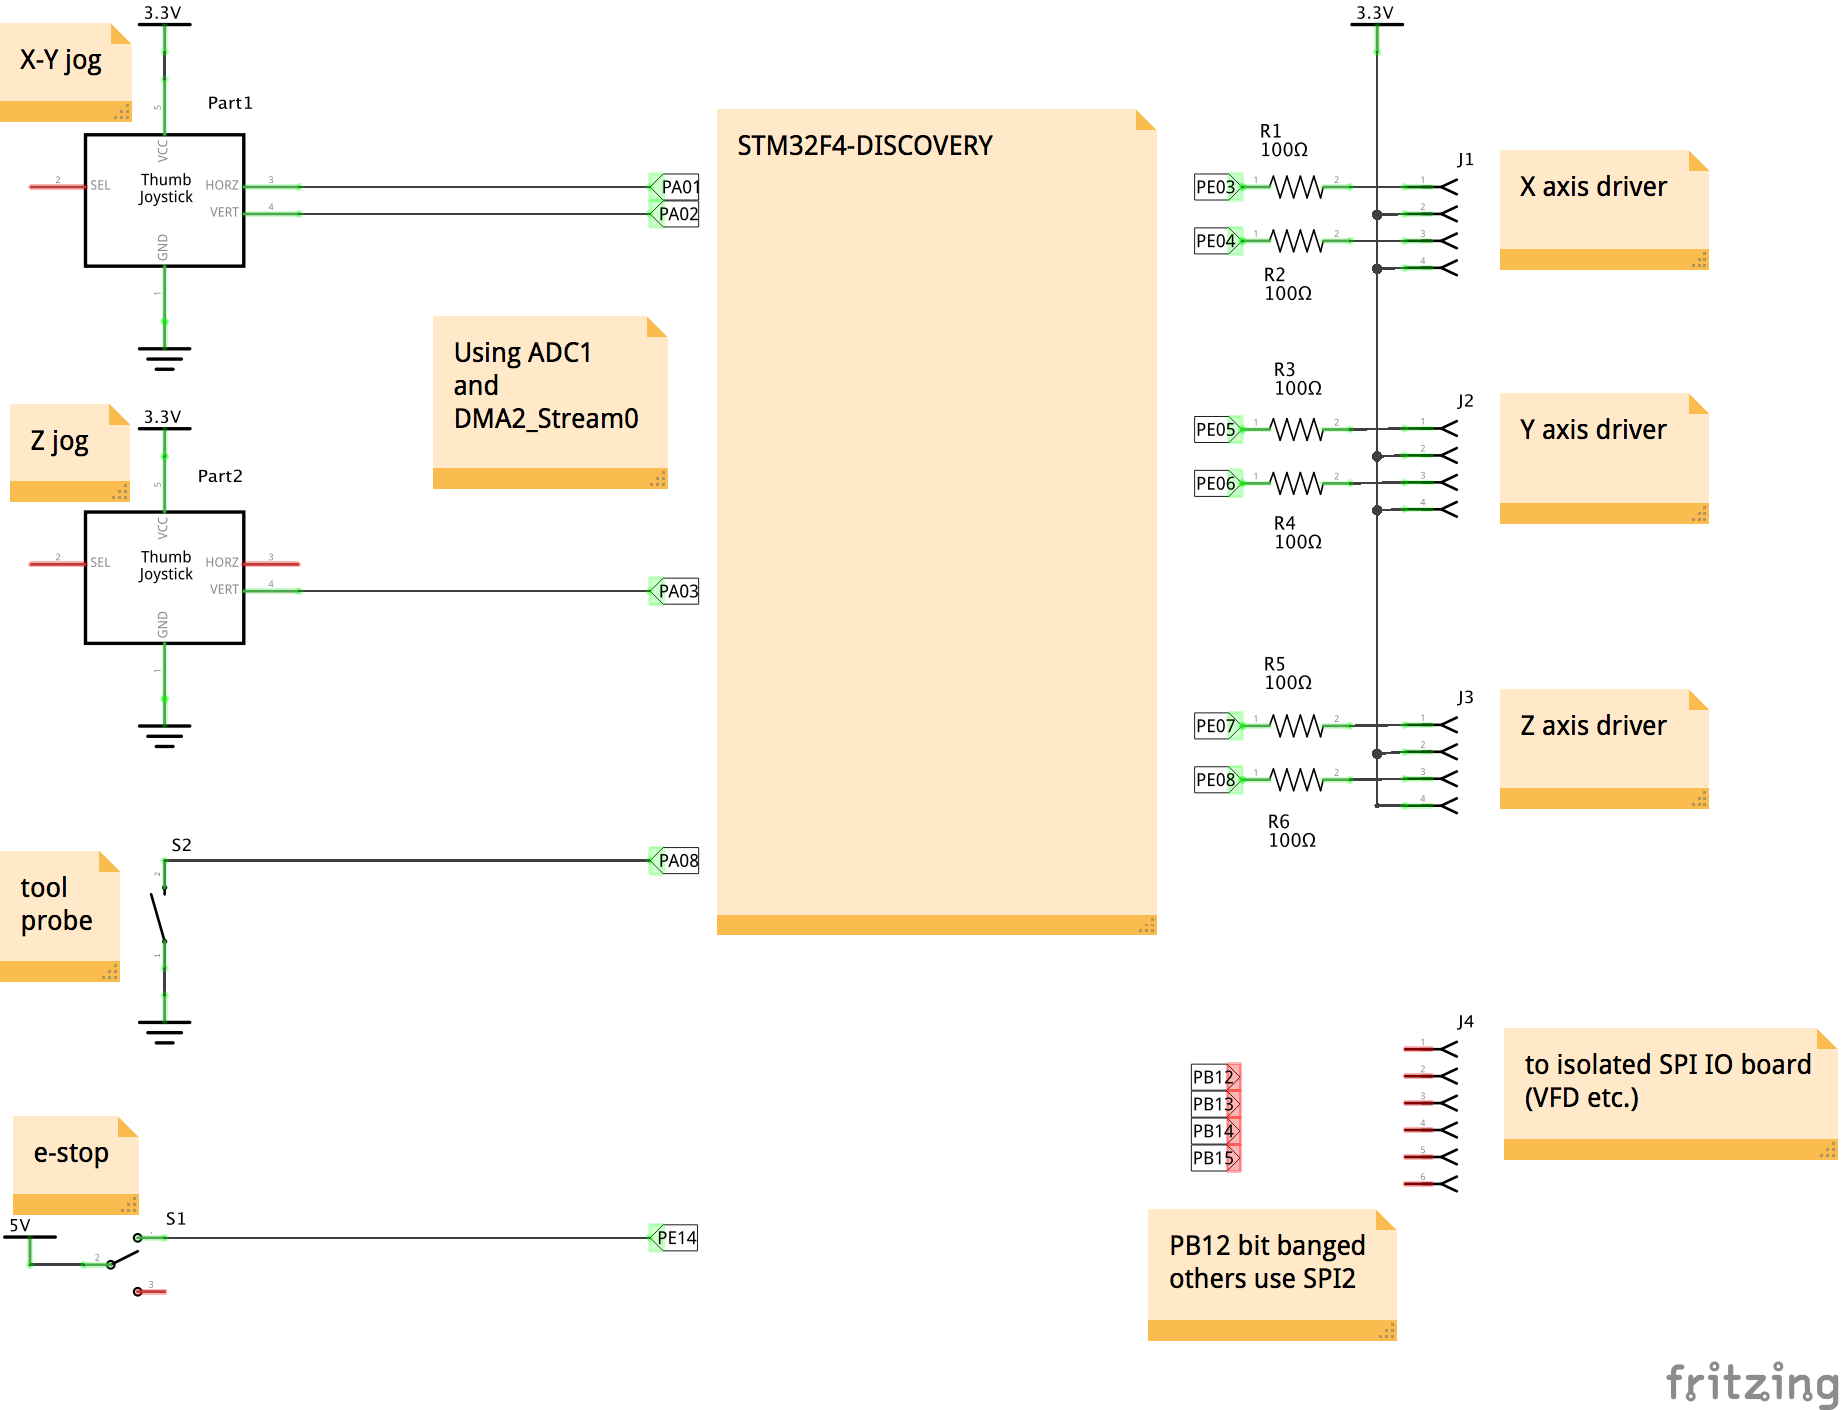 3.3V
X-Y jog
Part1
5
VCC
2
SEL
Thumb
Joystick
HORZ
3
VERT
4
GND
1
PA01
PA02
Using ADC1
and
DMA2_Stream0
3.3V
Z jog
Part2
5
VCC
2
SEL
Thumb
Joystick
HORZ
3
VERT
4
GND
1
PA03
S2
2
1
tool
probe
PA08
e-stop
5V
S1
2
3
PE14
STM32F4-DISCOVERY
3.3V
R1
100Ω
PE03
1
2
PE04
1
2
R2
100Ω
J1
1
2
3
4
X axis driver
R3
100Ω
PE05
1
2
PE06
1
2
R4
100Ω
J2
1
2
3
4
Y axis driver
R5
100Ω
PE07
1
2
PE08
1
2
R6
100Ω
J3
1
2
3
4
Z axis driver
PB12
PB13
PB14
PB15
J4
1
2
3
4
5
6
to isolated SPI IO board
(VFD etc.)
PB12 bit banged
others use SPI2
fritzing